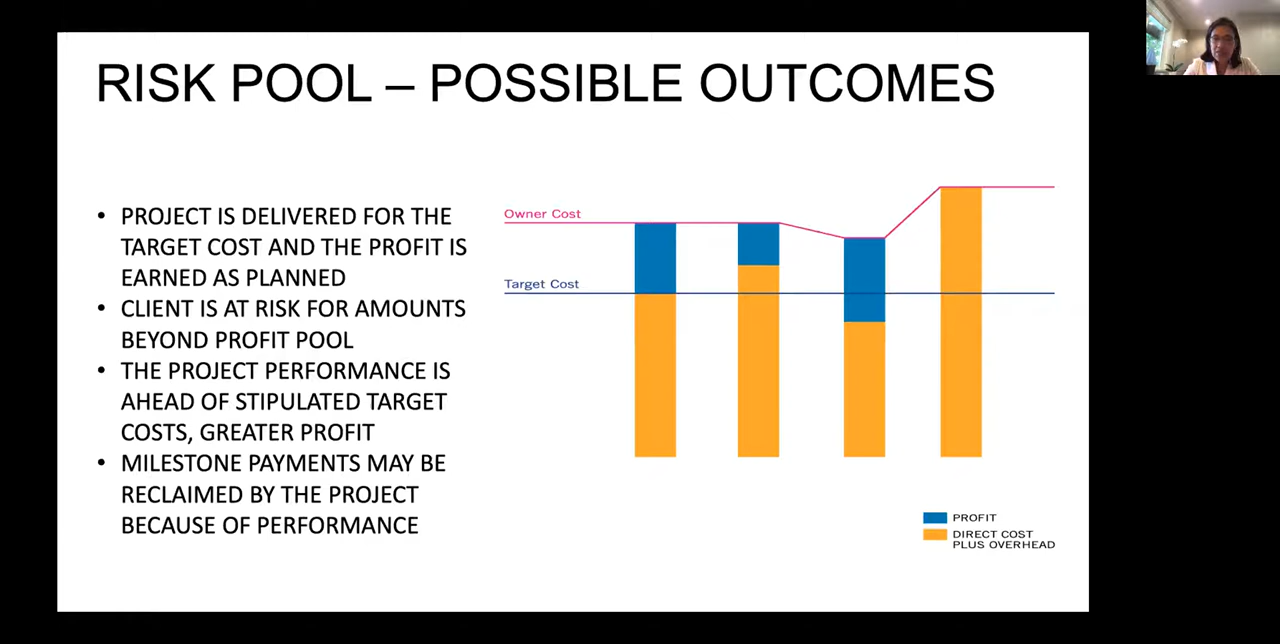 RISK POOL – POSSIBLE OUTCOMES
• PROJECT IS DELIVERED FOR THE
TARGET COST AND THE PROFIT IS
EARNED AS PLANNED
• CLIENT IS AT RISK FOR AMOUNTS
BEYOND PROFIT POOL
• THE PROJECT PERFORMANCE IS
AHEAD OF STIPULATED TARGET
COSTS, GREATER PROFIT
• MILESTONE PAYMENTS MAY BE
RECLAIMED BY THE PROJECT
BECAUSE OF PERFORMANCE
Owner Cost
Target Cost
PROFIT
DIRECT COST
PLUS OVERHEAD